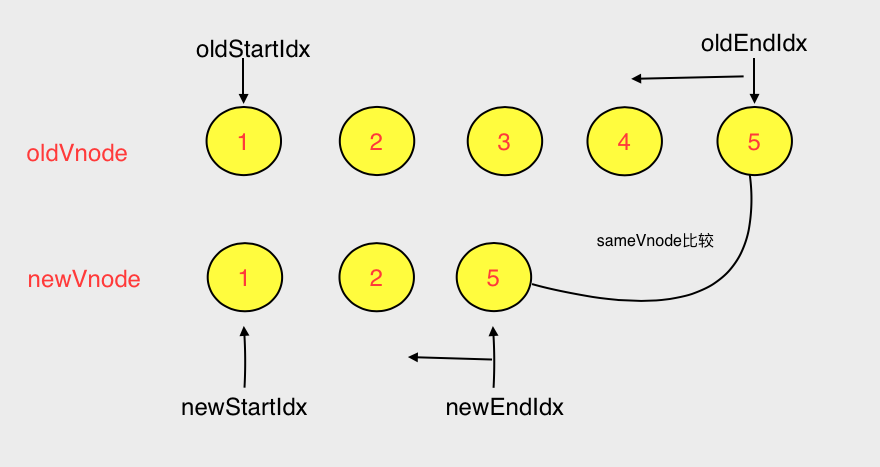 oldStartIdx
oldEndIdx
oldVnode
1
2
3
4
5
sameVnode比较
newVnode
1
2
5
newStartIdx
newEndIdx